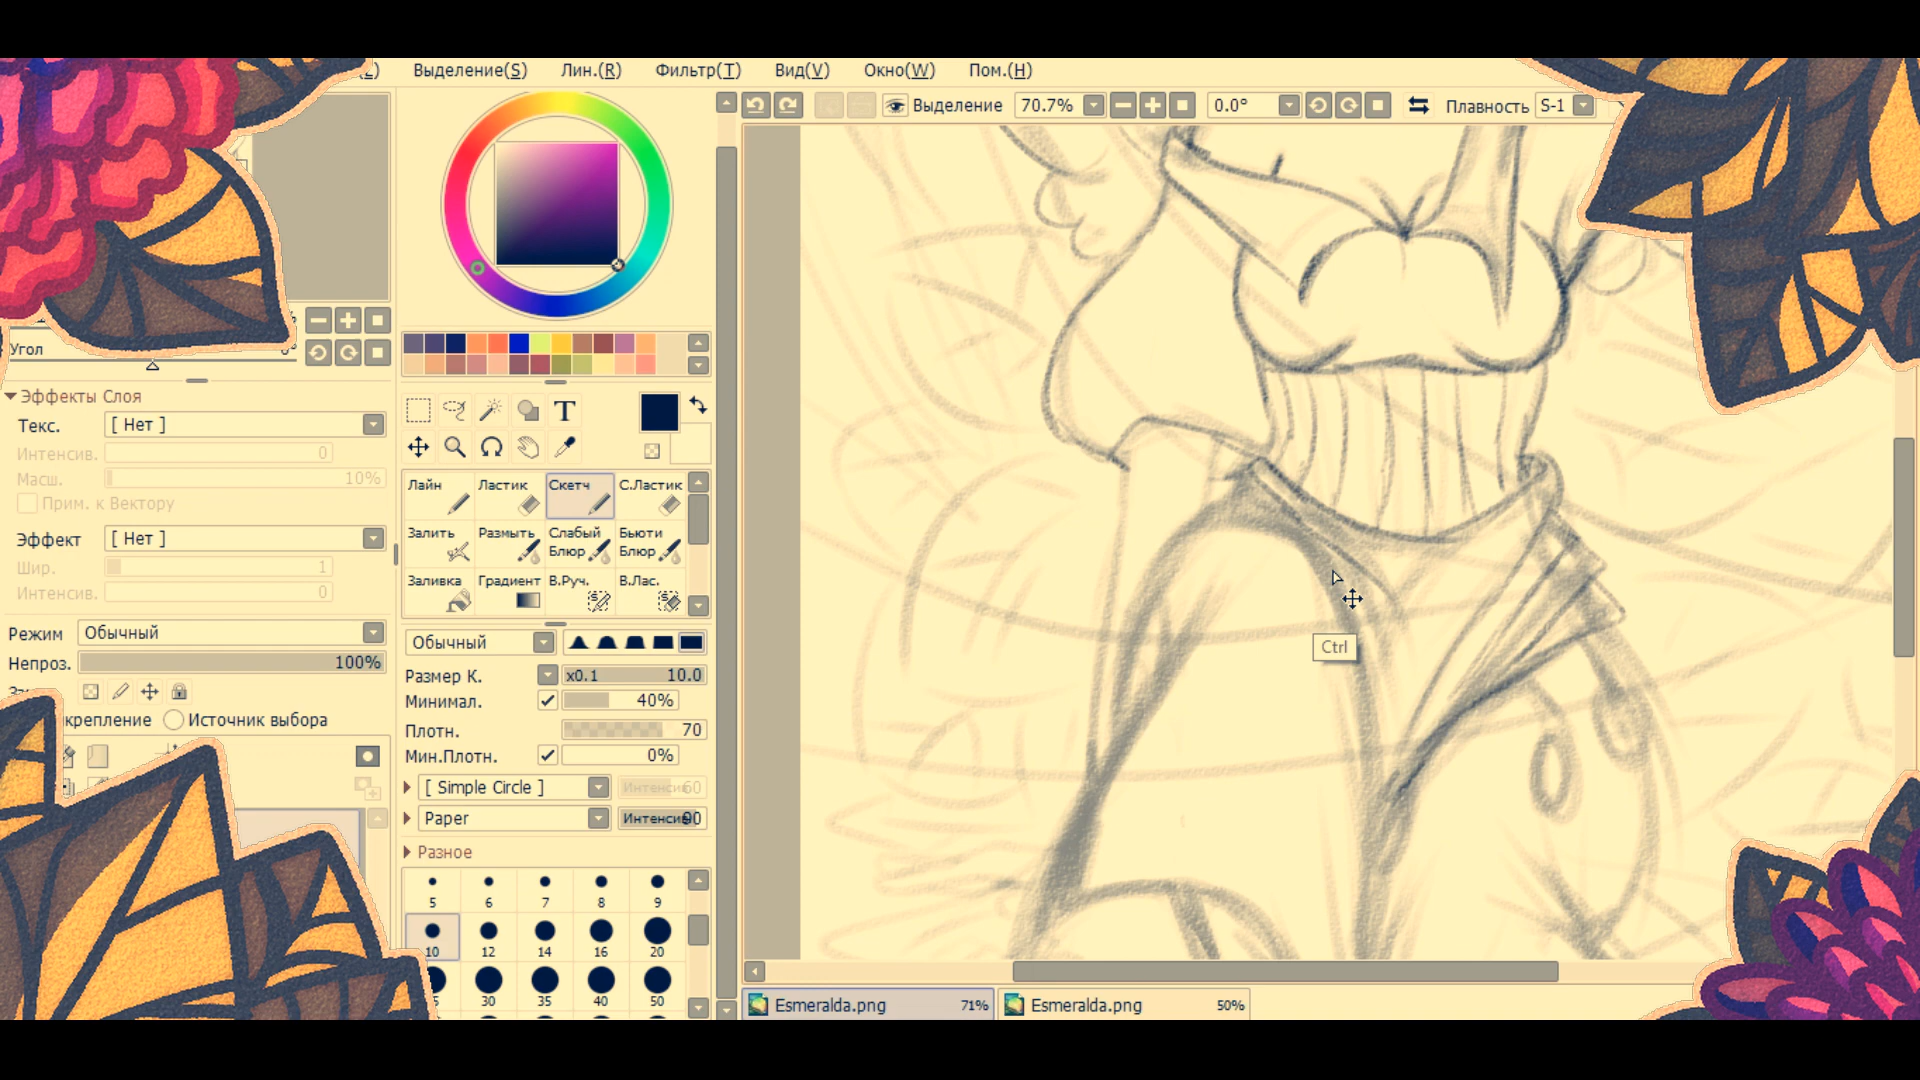 Выделение(S) Лин.(R) Фильтр(T) Вид(V) Окно(W) Пом.(H)
Выделение 70.7% 0.0° Плавность S-1
Угол
Эффекты Слоя
Текс. [ Нет ]
Интенсив. 0
Масш. 10%
Прим. к Вектору
Эффект [ Нет ]
Шир. 1
Интенсив. 0
Режим Обычный
Непроз. 100%
крепление Источник выбора
T
Лайн Ластик Скетч С.Ластик
Залить Размыть Слабый Блюр Бьюти Блюр
Заливка Градиент В.Руч. В.Лас.
Обычный
Размер К. x0.1 10.0
Минимал. 40%
Плотн. 70
Мин.Плотн. 0%
[ Simple Circle ] Интенсив 60
Paper Интенсив 90
Разное
5 6 7 8 9
10 12 14 16 20
30 35 40 50
Ctrl
Esmeralda.png 71% Esmeralda.png 50%